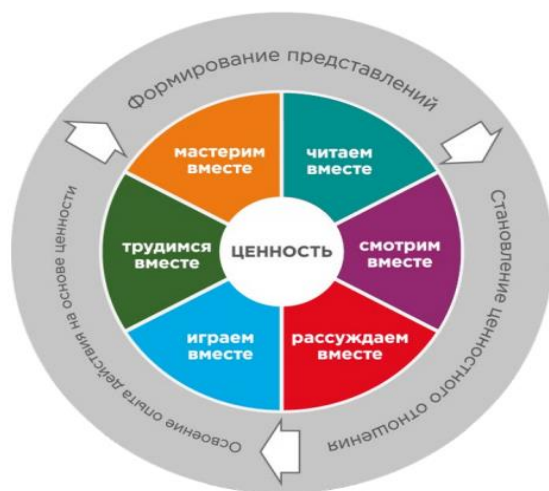 Формирование представлений
Становление ценностного отношения
Освоение опыта действия на основе ценности
мастерим
вместе
читаем
вместе
трудимся
вместе
ЦЕННОСТЬ
смотрим
вместе
играем
вместе
рассуждаем
вместе